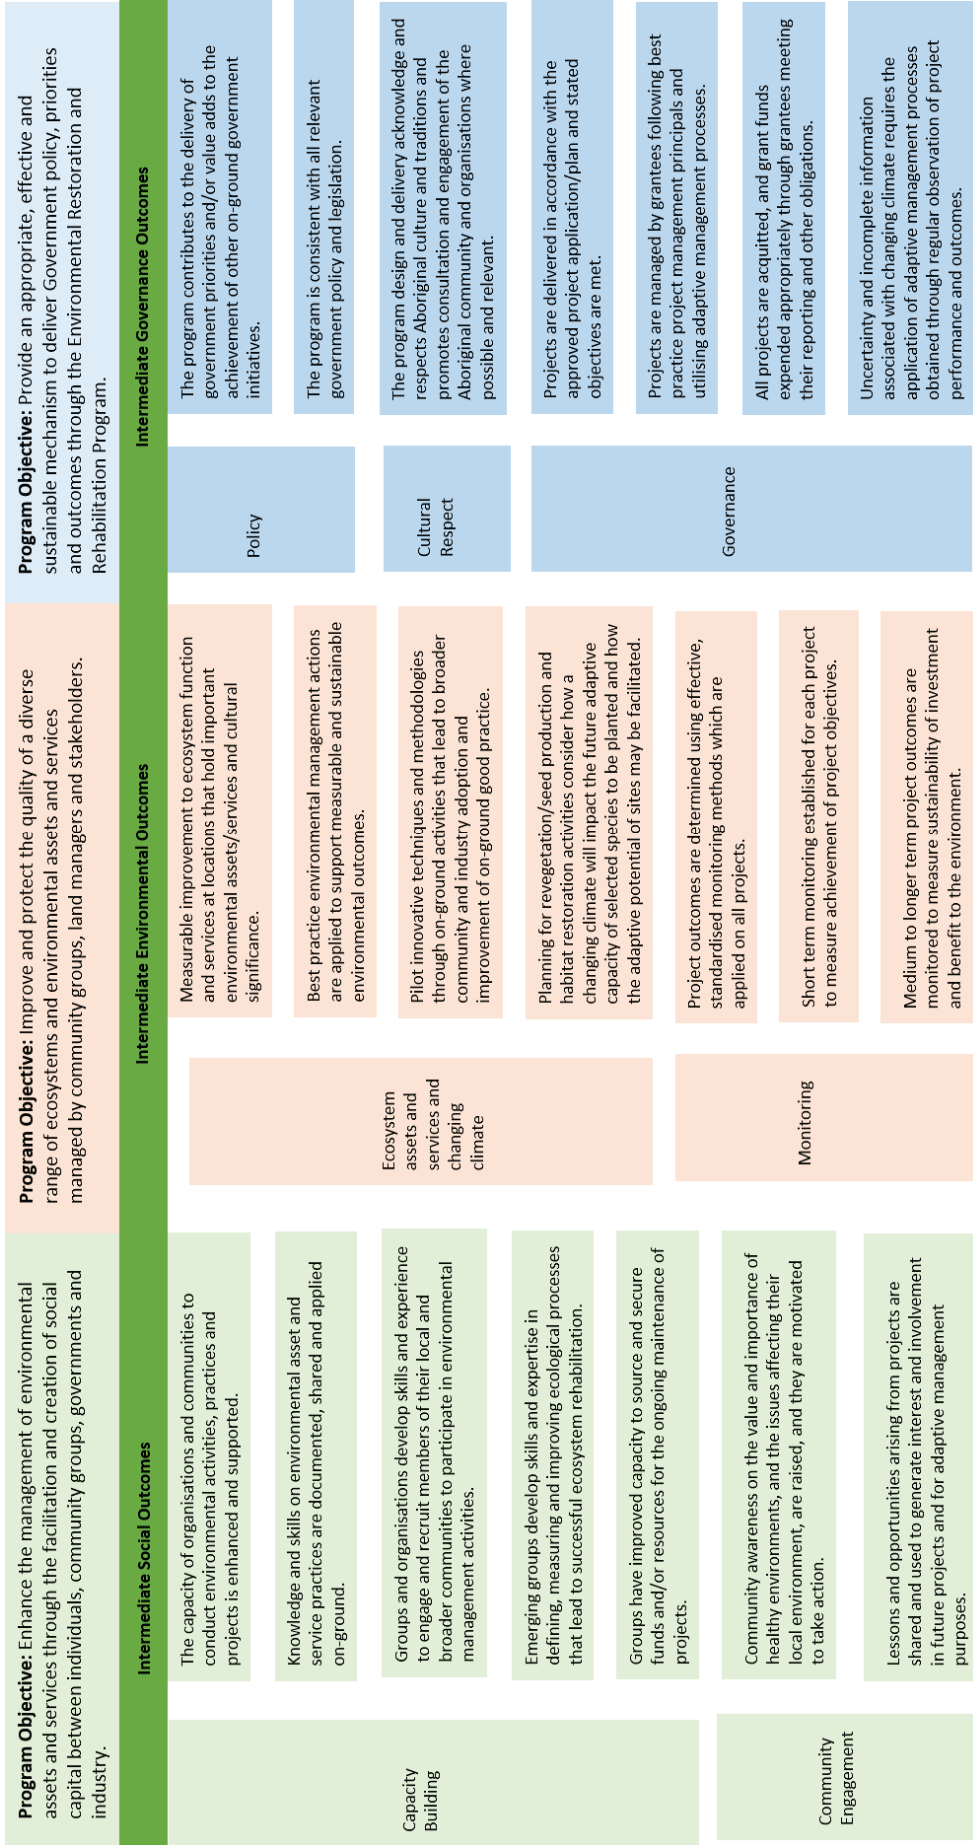 Program Objective: Enhance the management of environmental
assets and services through the facilitation and creation of social
capital between individuals, community groups, governments and
industry.
Program Objective: Improve and protect the quality of a diverse
range of ecosystems and environmental assets and services
managed by community groups, land managers and stakeholders.
Program Objective: Provide an appropriate, effective and
sustainable mechanism to deliver Government policy, priorities
and outcomes through the Environmental Restoration and
Rehabilitation Program.
Intermediate Social Outcomes
Intermediate Environmental Outcomes
Intermediate Governance Outcomes
Capacity
Building
The capacity of organisations and communities to
conduct environmental activities, practices and
projects is enhanced and supported.
Knowledge and skills on environmental asset and
service practices are documented, shared and applied
on-ground.
Groups and organisations develop skills and experience
to engage and recruit members of their local and
broader communities to participate in environmental
management activities.
Emerging groups develop skills and expertise in
defining, measuring and improving ecological processes
that lead to successful ecosystem rehabilitation.
Groups have improved capacity to source and secure
funds and/or resources for the ongoing maintenance of
projects.
Community
Engagement
Community awareness on the value and importance of
healthy environments, and the issues affecting their
local environment, are raised, and they are motivated
to take action.
Lessons and opportunities arising from projects are
shared and used to generate interest and involvement
in future projects and for adaptive management
purposes.
Ecosystem
assets and
services and
changing
climate
Measurable improvement to ecosystem function
and services at locations that hold important
environmental assets/services and cultural
significance.
Best practice environmental management actions
are applied to support measurable and sustainable
environmental outcomes.
Pilot innovative techniques and methodologies
through on-ground activities that lead to broader
community and industry adoption and
improvement of on-ground good practice.
Planning for revegetation/seed production and
habitat restoration activities consider how a
changing climate will impact the future adaptive
capacity of selected species to be planted and how
the adaptive potential of sites may be facilitated.
Monitoring
Project outcomes are determined using effective,
standardised monitoring methods which are
applied on all projects.
Short term monitoring established for each project
to measure achievement of project objectives.
Medium to longer term project outcomes are
monitored to measure sustainability of investment
and benefit to the environment.
Policy
The program contributes to the delivery of
government priorities and/or value adds to the
achievement of other on-ground government
initiatives.
The program is consistent with all relevant
government policy and legislation.
Cultural
Respect
The program design and delivery acknowledge and
respects Aboriginal culture and traditions and
promotes consultation and engagement of the
Aboriginal community and organisations where
possible and relevant.
Governance
Projects are delivered in accordance with the
approved project application/plan and stated
objectives are met.
Projects are managed by grantees following best
practice project management principals and
utilising adaptive management processes.
All projects are acquitted, and grant funds
expended appropriately through grantees meeting
their reporting and other obligations.
Uncertainty and incomplete information
associated with changing climate requires the
application of adaptive management processes
obtained through regular observation of project
performance and outcomes.